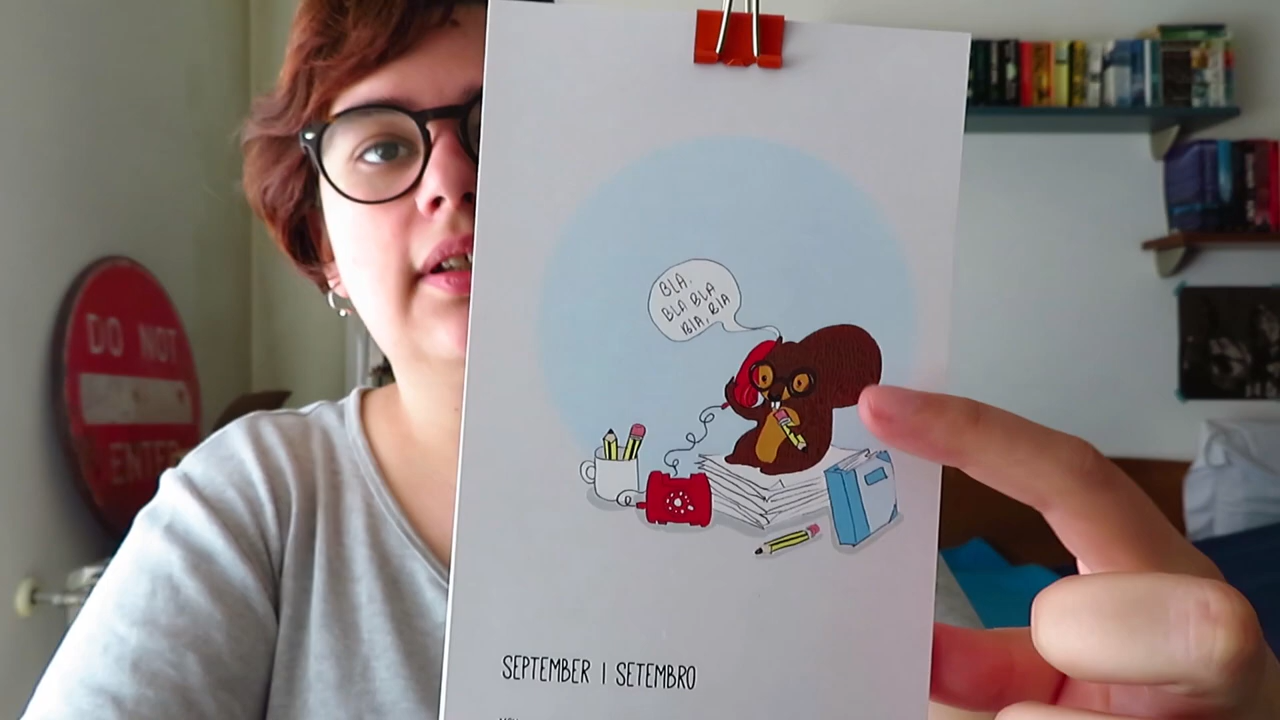 DO NOT
ENTER
BLA,
BLA BLA
BLA, BLA
SEPTEMBER | SETEMBRO